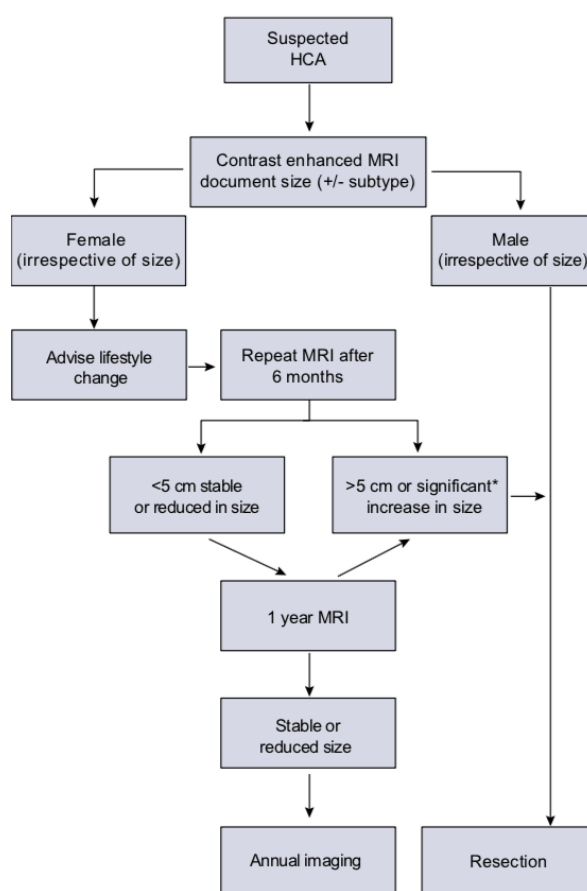 Suspected
HCA
Contrast enhanced MRI
document size (+/- subtype)
Female
(irrespective of size)
Male
(irrespective of size)
Advise lifestyle
change
Repeat MRI after
6 months
<5 cm stable
or reduced in size
>5 cm or significant*
increase in size
1 year MRI
Stable or
reduced size
Annual imaging
Resection